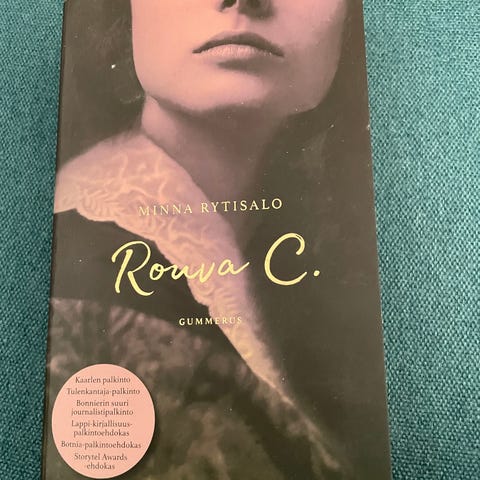 MINNA RYTISALO
Rouva C.
GUMMERUS
Kaarlen palkinto
Tulenkantaja-palkinto
Bonnierin suuri
journalistipalkinto
Lappi-kirjallisuus-
palkintoehdokas
Botnia-palkintoehdokas
Storytel Awards
-ehdokas